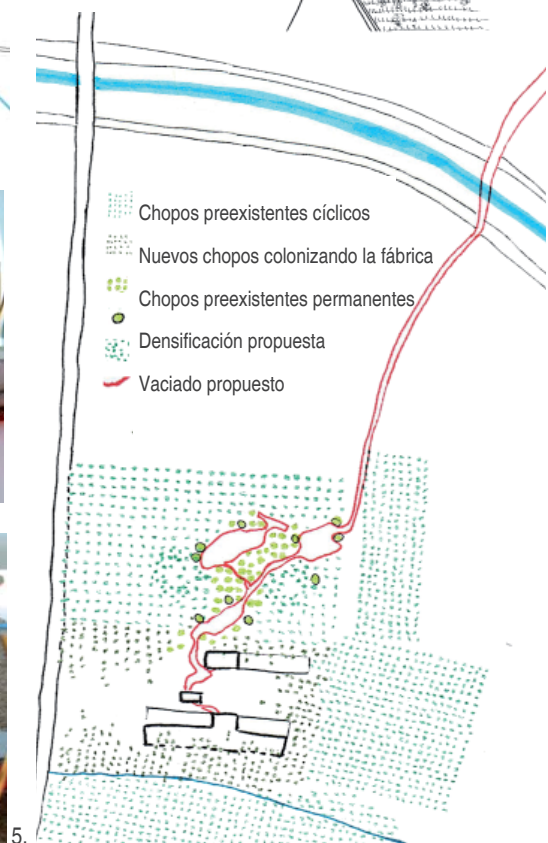 Chopos preexistentes cíclicos
Nuevos chopos colonizando la fábrica
Chopos preexistentes permanentes
Densificación propuesta
Vaciado propuesto
5.